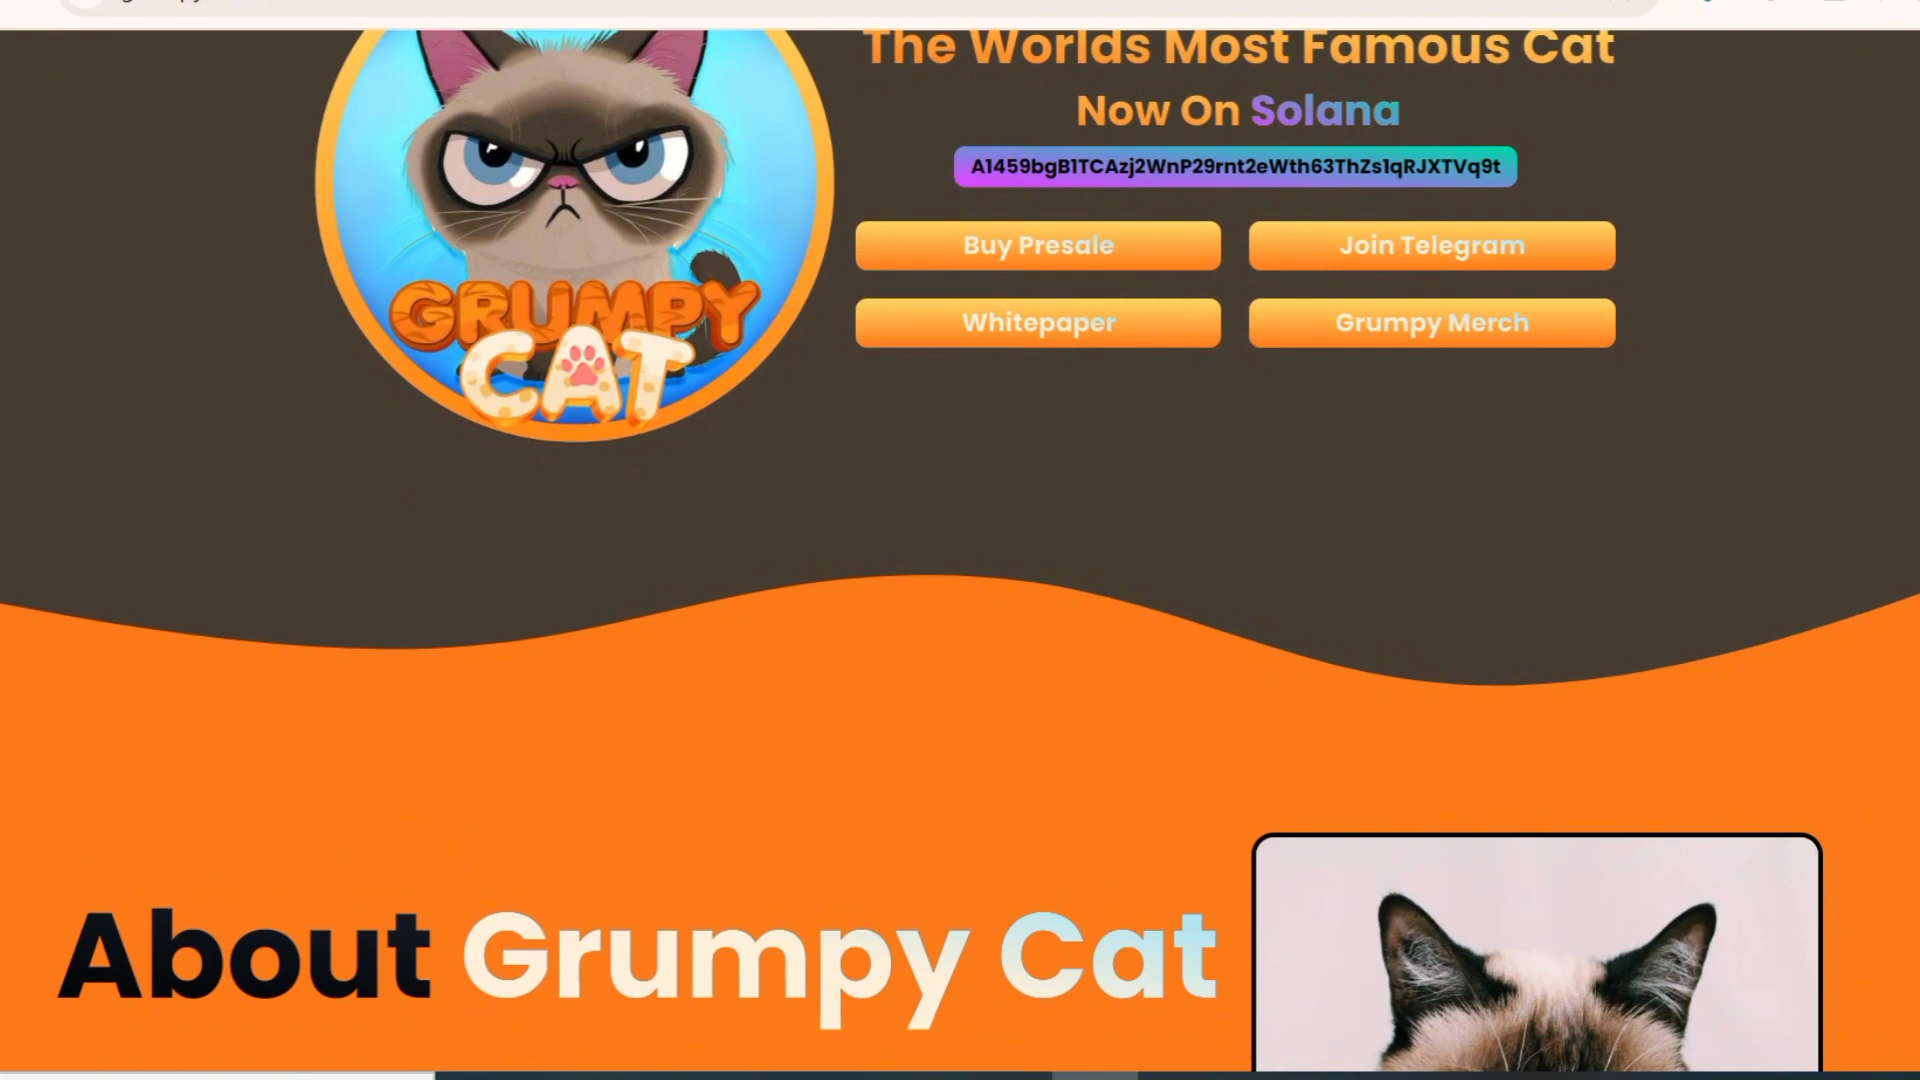 The Worlds Most Famous Cat
Now On Solana
A1459bgB1TCAzj2WnP29rnt2eWth63ThZs1qRJXTVq9t
Buy Presale
Join Telegram
Whitepaper
Grumpy Merch
GRUMPY
CAT
About Grumpy Cat